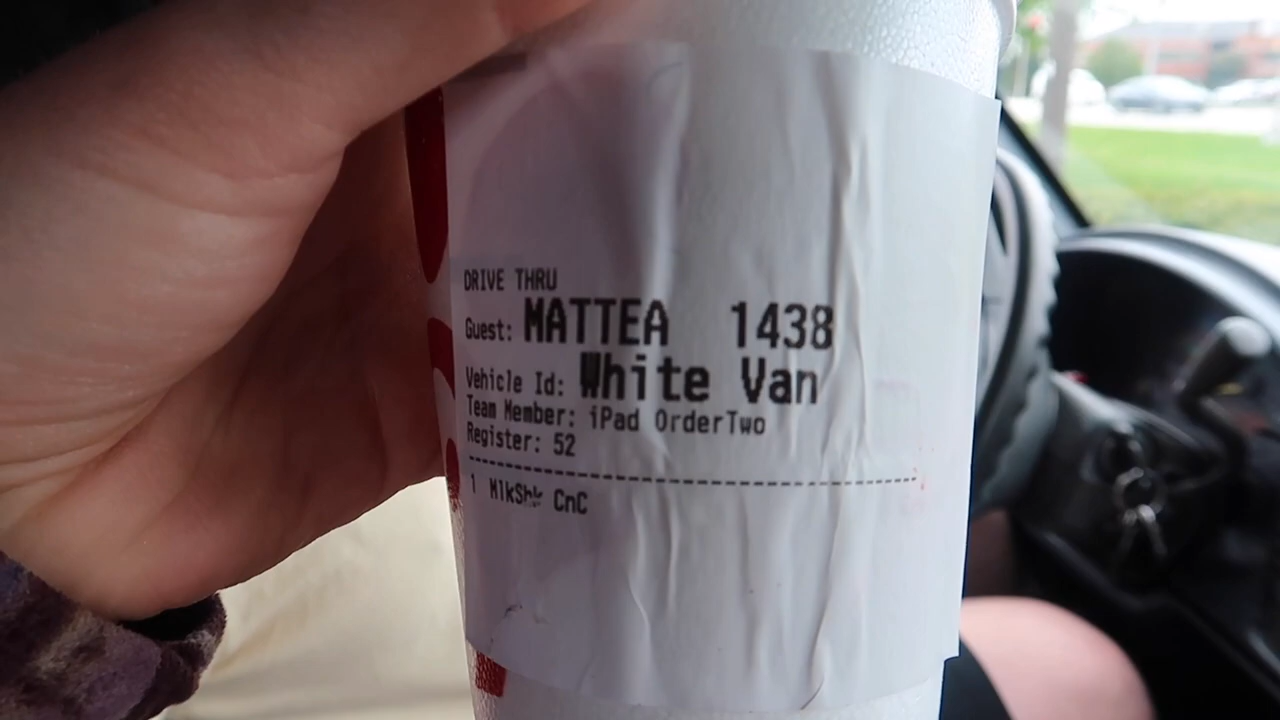 DRIVE THRU
Guest: MATTEA 1438
Vehicle Id: White Van
Team Member: iPad OrderTwo
Register: 52
1 MlkShk CnC